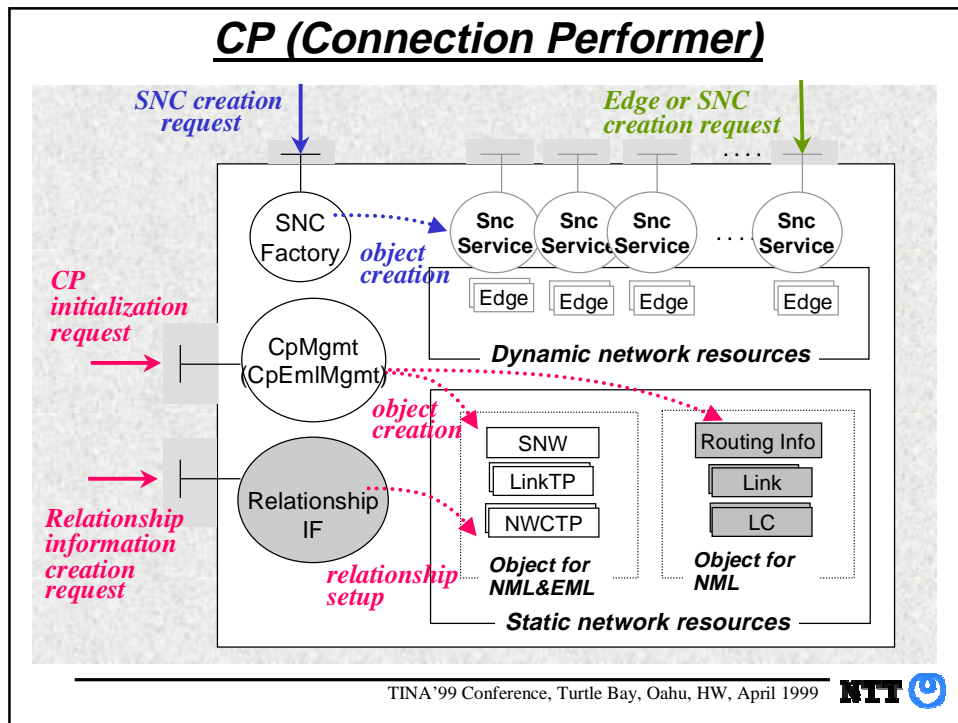 CP (Connection Performer)
SNC creation
request
Edge or SNC
creation request
. . . .
SNC
Factory
object
creation
Snc
Service
Snc
Service
Snc
Service
. . . .
Snc
Service
Edge
Edge
Edge
Edge
Dynamic network resources
CP
initialization
request
CpMgmt
(CpEmlMgmt)
object
creation
Relationship
IF
Relationship
information
creation
request
relationship
setup
SNW
LinkTP
NWCTP
Object for
NML&EML
Routing Info
Link
LC
Object for
NML
Static network resources
TINA'99 Conference, Turtle Bay, Oahu, HW, April 1999
NTT